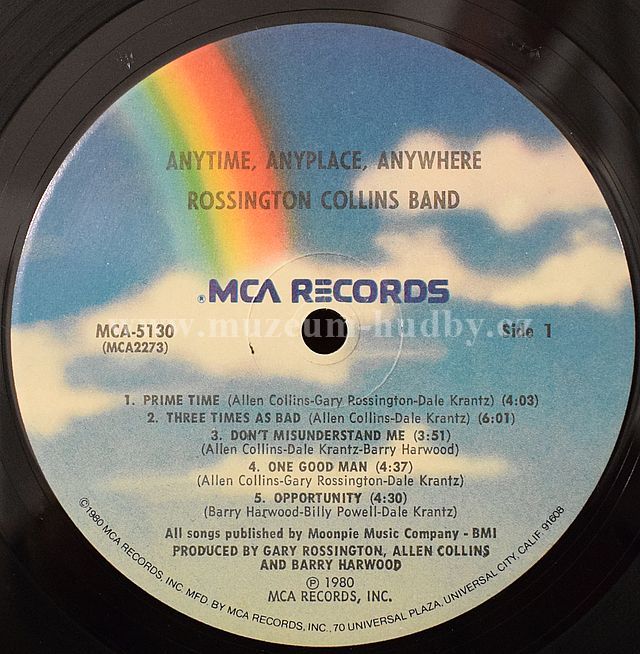 ANYTIME, ANYPLACE, ANYWHERE
ROSSINGTON COLLINS BAND
®MCA RECORDS
MCA-5130
(MCA2273)
Side 1
www.muzeum-hudby.cz
1. PRIME TIME (Allen Collins-Gary Rossington-Dale Krantz) (4:03)
2. THREE TIMES AS BAD (Allen Collins-Dale Krantz) (6:01)
3. DON'T MISUNDERSTAND ME (3:51)
(Allen Collins-Dale Krantz-Barry Harwood)
4. ONE GOOD MAN (4:37)
(Allen Collins-Gary Rossington-Dale Krantz)
5. OPPORTUNITY (4:30)
(Barry Harwood-Billy Powell-Dale Krantz)
All songs published by Moonpie Music Company - BMI
PRODUCED BY GARY ROSSINGTON, ALLEN COLLINS
AND BARRY HARWOOD
℗ 1980
MCA RECORDS, INC.
©1980 MCA RECORDS, INC. MFD. BY MCA RECORDS, INC., 70 UNIVERSAL PLAZA, UNIVERSAL CITY, CALIF. 91608